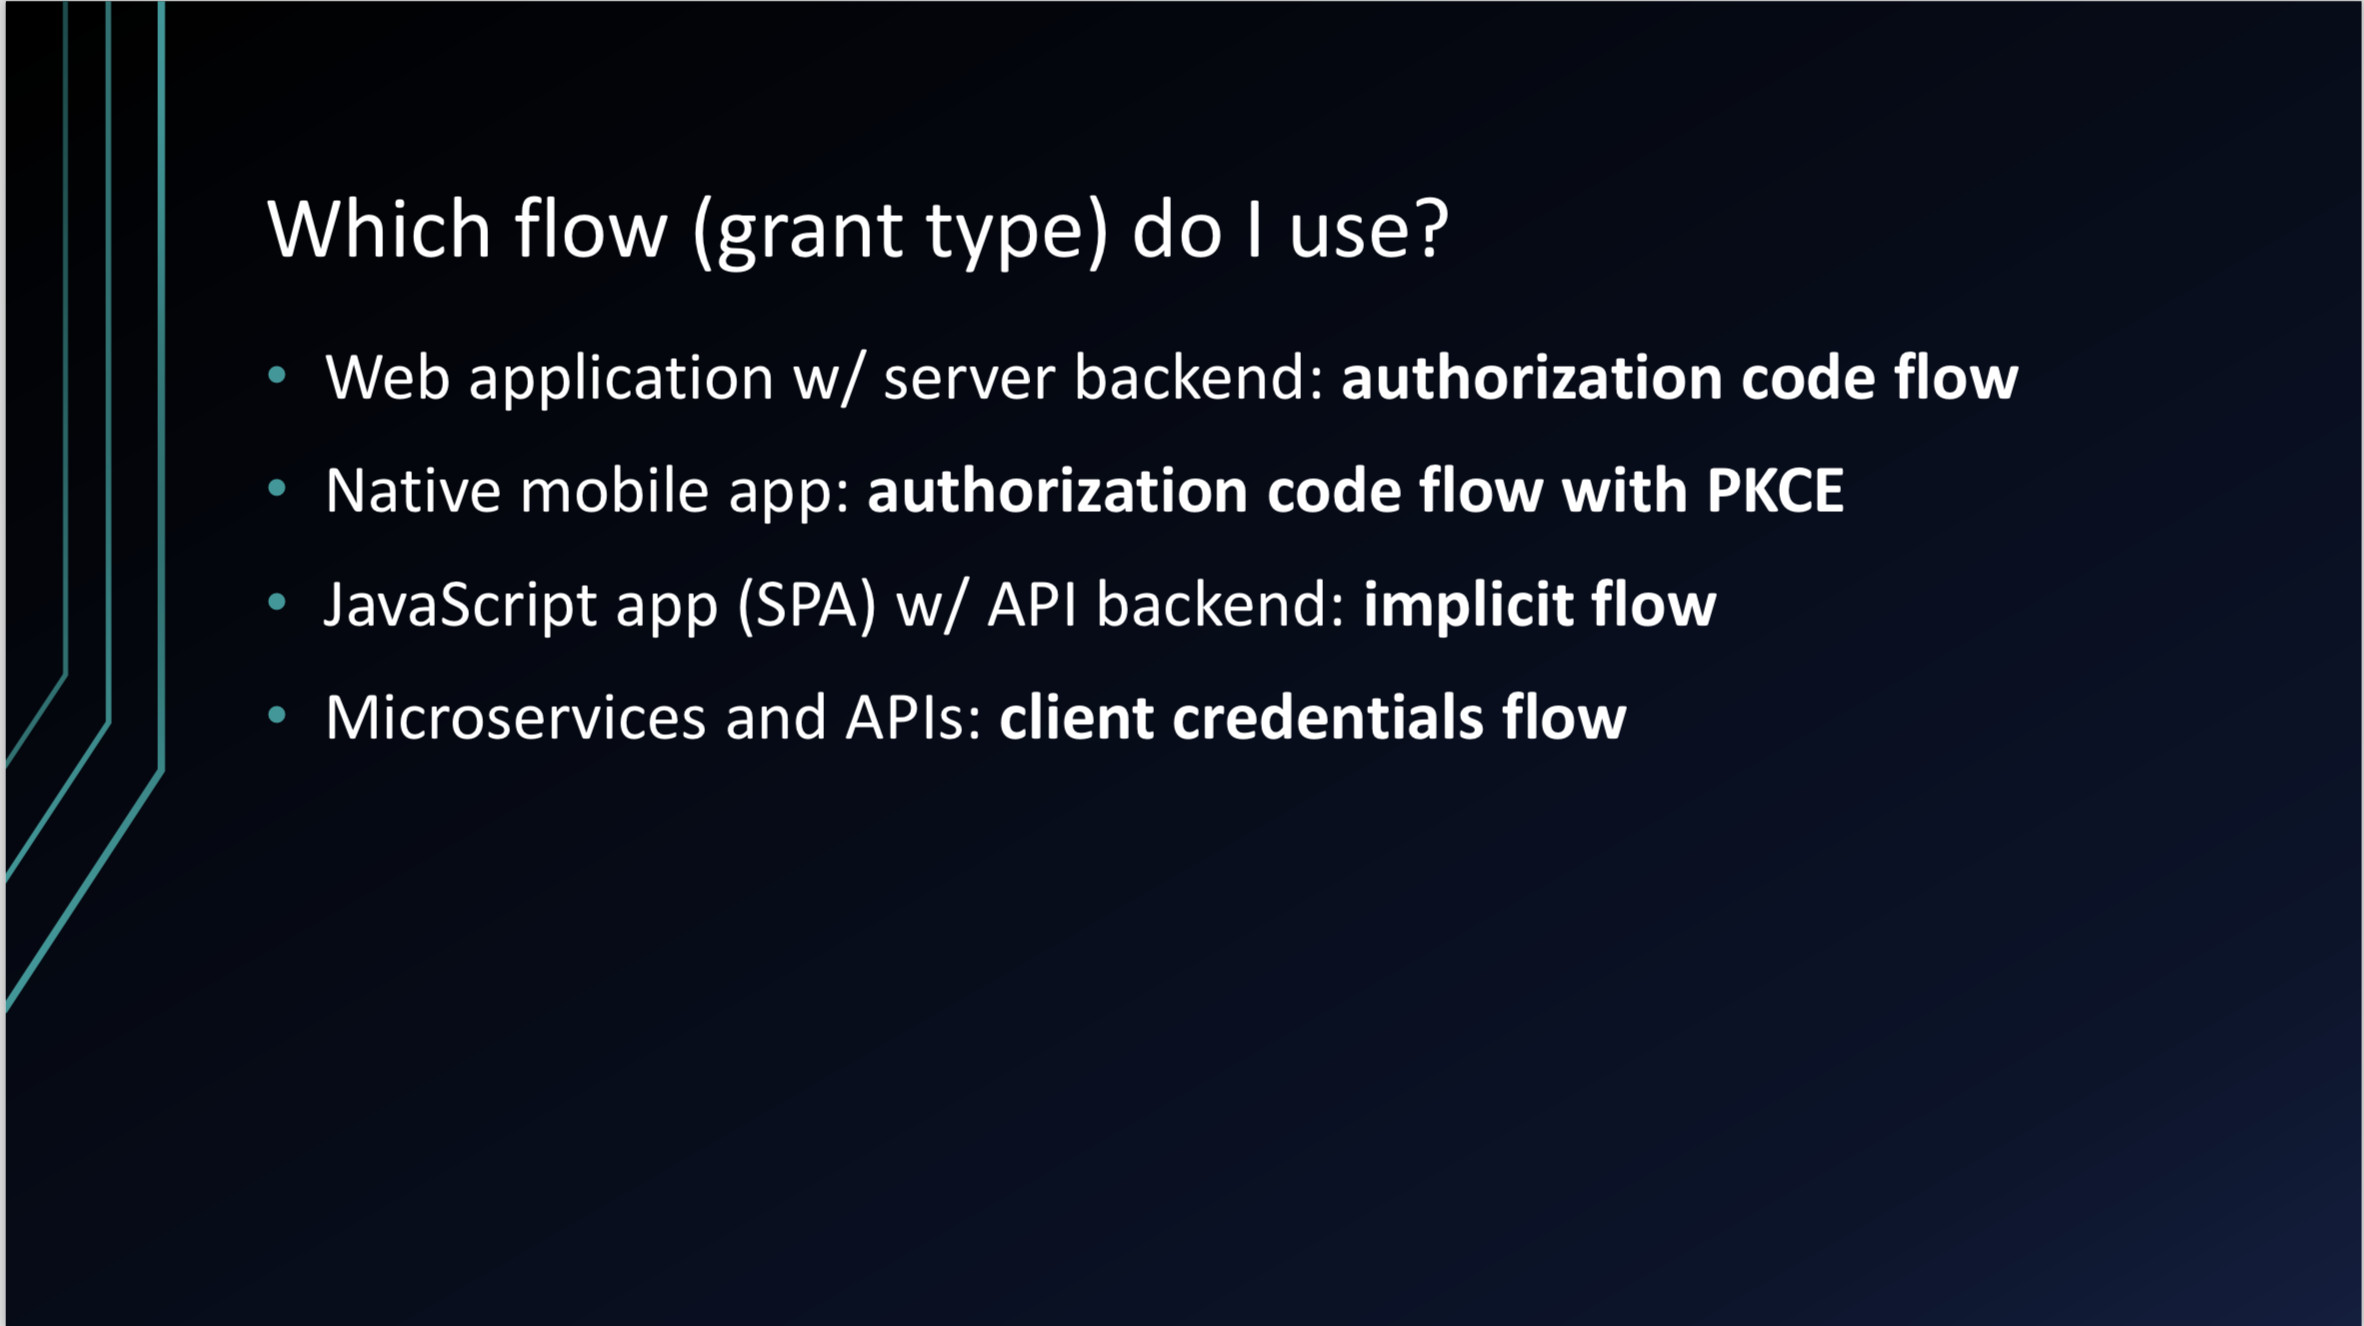 Which flow (grant type) do I use?
• Web application w/ server backend: authorization code flow
• Native mobile app: authorization code flow with PKCE
• JavaScript app (SPA) w/ API backend: implicit flow
• Microservices and APIs: client credentials flow